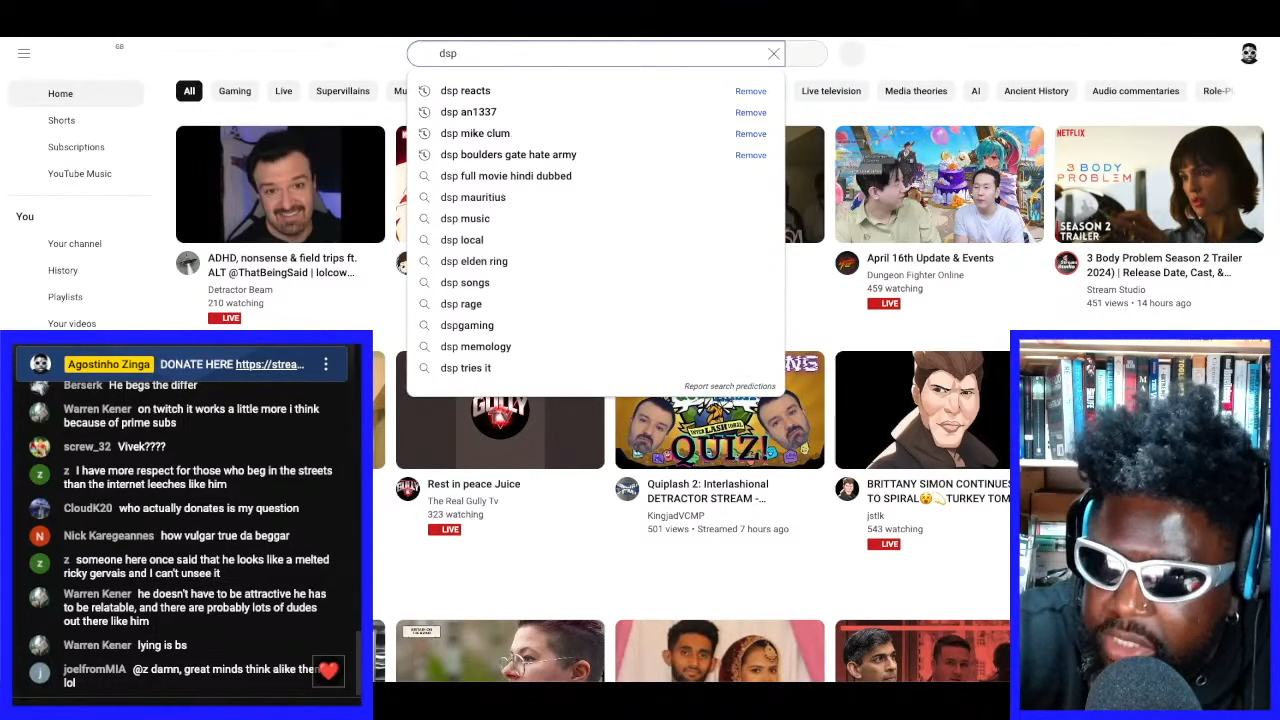 GB
dsp
All
Gaming
Live
Supervillains
Live television
Media theories
AI
Ancient History
Audio commentaries
Home
Shorts
Subscriptions
YouTube Music
You
Your channel
History
Playlists
Your videos
dsp reacts
Remove
dsp an1337
Remove
dsp mike clum
Remove
dsp boulders gate hate army
Remove
dsp full movie hindi dubbed
dsp mauritius
dsp music
dsp local
dsp elden ring
dsp songs
dsp rage
dspgaming
dsp memology
dsp tries it
Report search predictions
ADHD, nonsense & field trips ft.
ALT @ThatBeingSaid | lolcow...
Detractor Beam
210 watching
LIVE
April 16th Update & Events
Dungeon Fighter Online
459 watching
LIVE
NETFLIX
3 BODY
PROBLEM
SEASON 2
TRAILER
3 Body Problem Season 2 Trailer
2024) | Release Date, Cast, &...
Stream Studio
451 views • 14 hours ago
GULLY
Rest in peace Juice
The Real Gully Tv
323 watching
LIVE
QUIZ!
Quiplash 2: Interlashional
DETRACTOR STREAM -...
KingjadVCMP
501 views • Streamed 7 hours ago
BRITTANY SIMON CONTINUES
TO SPIRAL😵💫TURKEY TOM
jstlk
543 watching
LIVE
Agostinho Zinga DONATE HERE https://strea...
Berserk He begs the differ
Warren Kener on twitch it works a little more i think
because of prime subs
screw_32 Vivek????
z I have more respect for those who beg in the streets
than the internet leeches like him
CloudK20 who actually donates is my question
Nick Karegeannes how vulgar true da beggar
z someone here once said that he looks like a melted
ricky gervais and I can't unsee it
Warren Kener he doesn't have to be attractive he has
to be relatable, and there are probably lots of dudes
out there like him
Warren Kener lying is bs
joelfromMIA @z damn, great minds think alike then
lol